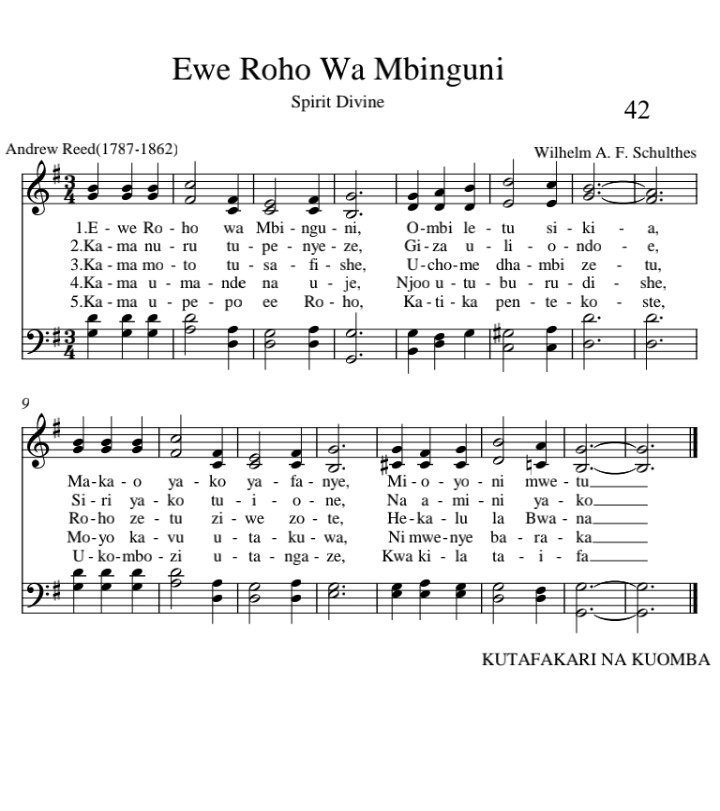 Ewe Roho Wa Mbinguni
Spirit Divine
42
Andrew Reed(1787-1862)
Wilhelm A. F. Schulthes
1.E - we Ro - ho wa Mbi - ngu - ni, O - mbi le - tu si - ki - a,
2.Ka - ma nu - ru tu - pe - nye - ze, Gi - za u - li - o - ndo - e,
3.Ka - ma mo - to tu - sa - fi - she, U - cho - me dha - mbi ze - tu,
4.Ka - ma u - ma - nde na u - je, Njoo u - tu - bu - ru - di - she,
5.Ka - ma u - pe - po ee Ro - ho, Ka - ti - ka pen - te - ko - ste,
9
Ma - ka - o ya - ko ya - fa - nye, Mi - o - yo - ni mwe - tu
Si - ri ya - ko tu - i - o - ne, Na a - mi - ni ya - ko
Ro - ho ze - tu zi - we zo - te, He - ka - lu la Bwa - na
Mo - yo ka - vu u - ta - ku - wa, Ni mwe - nye ba - ra - ka
U - ko - mbo - zi u - ta - nga - ze, Kwa ki - la ta - i - fa
KUTAFAKARI NA KUOMBA